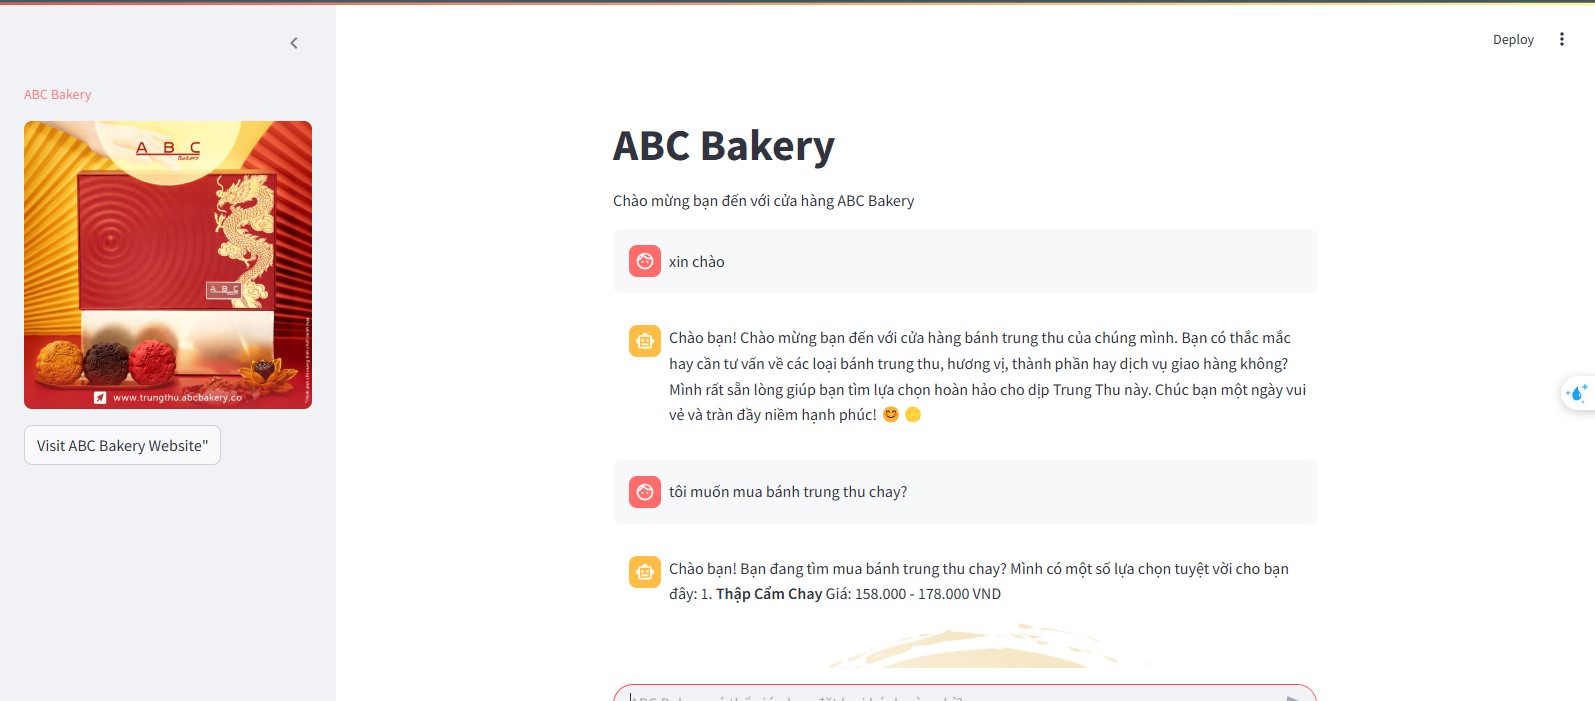 Deploy
ABC Bakery
A B C
Bakery
A B C
www.trungthu.abcbakery.co
Visit ABC Bakery Website"
ABC Bakery
Chào mừng bạn đến với cửa hàng ABC Bakery
xin chào
Chào bạn! Chào mừng bạn đến với cửa hàng bánh trung thu của chúng mình. Bạn có thắc mắc
hay cần tư vấn về các loại bánh trung thu, hương vị, thành phần hay dịch vụ giao hàng không?
Mình rất sẵn lòng giúp bạn tìm lựa chọn hoàn hảo cho dịp Trung Thu này. Chúc bạn một ngày vui
vẻ và tràn đầy niềm hạnh phúc! 😊 🌕
tôi muốn mua bánh trung thu chay?
Chào bạn! Bạn đang tìm mua bánh trung thu chay? Mình có một số lựa chọn tuyệt vời cho bạn
đây: 1. Thập Cẩm Chay Giá: 158.000 - 178.000 VND